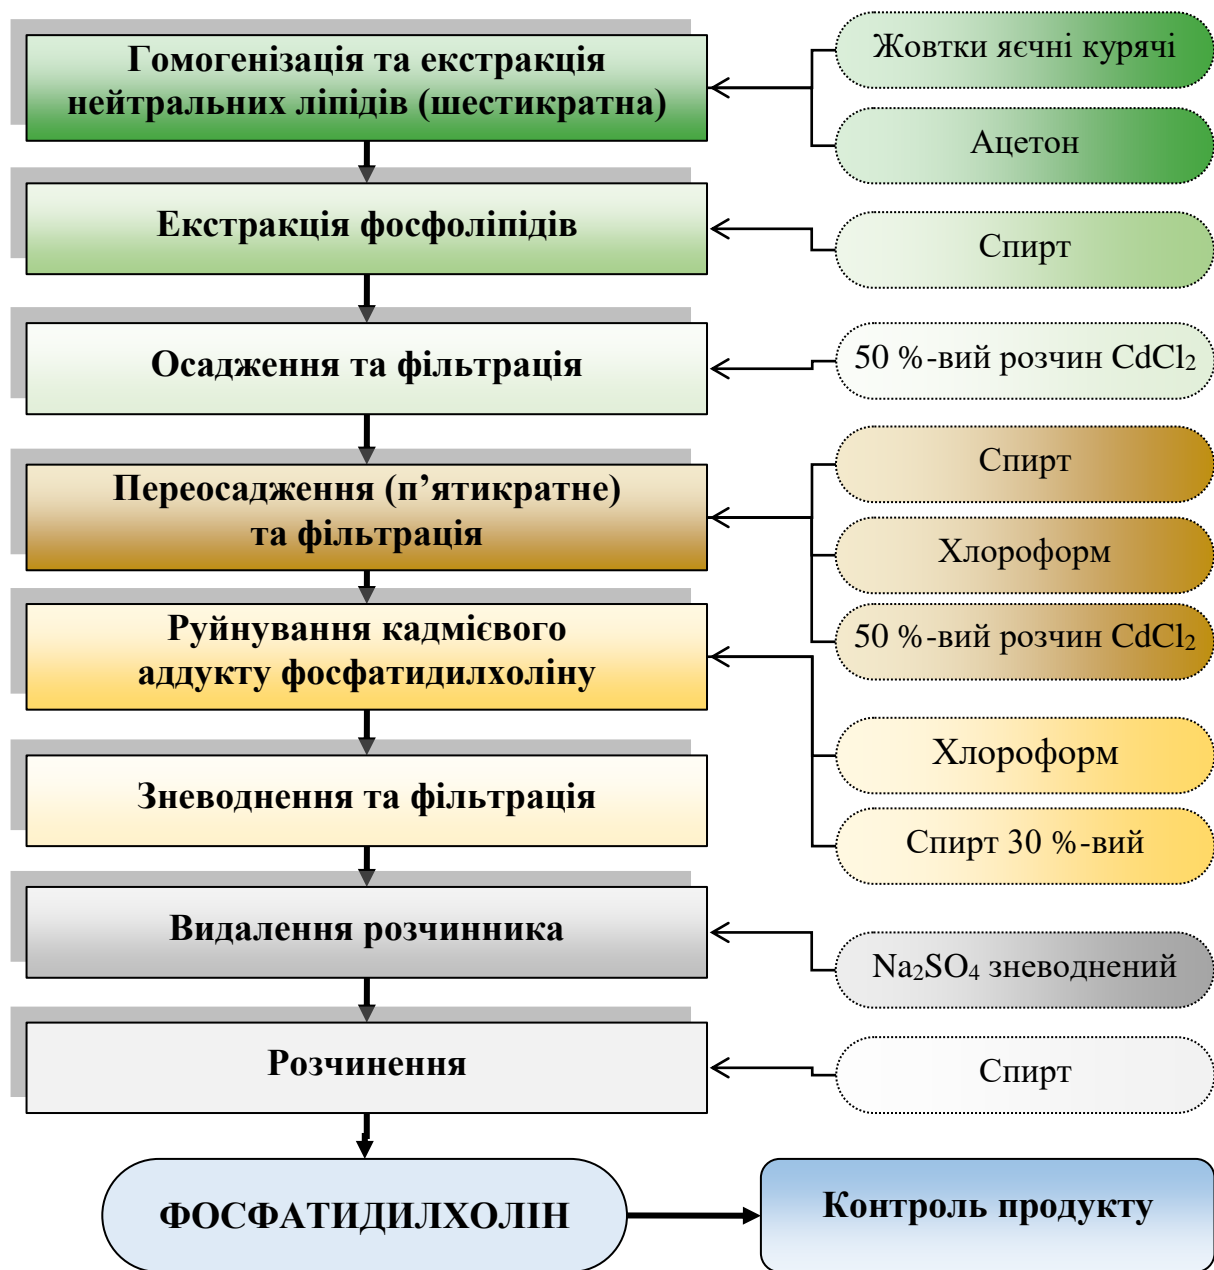 Гомогенізація та екстракція
нейтральних ліпідів (шестикратна)
Жовтки яєчні курячі
Ацетон
Екстракція фосфоліпідів
Спирт
Осадження та фільтрація
50 %-вий розчин CdCl₂
Переосадження (п’ятикратне)
та фільтрація
Спирт
Хлороформ
50 %-вий розчин CdCl₂
Руйнування кадмієвого
аддукту фосфатидилхоліну
Хлороформ
Спирт 30 %-вий
Зневоднення та фільтрація
Видалення розчинника
Na₂SO₄ зневоднений
Розчинення
Спирт
ФОСФАТИДИЛХОЛІН
Контроль продукту